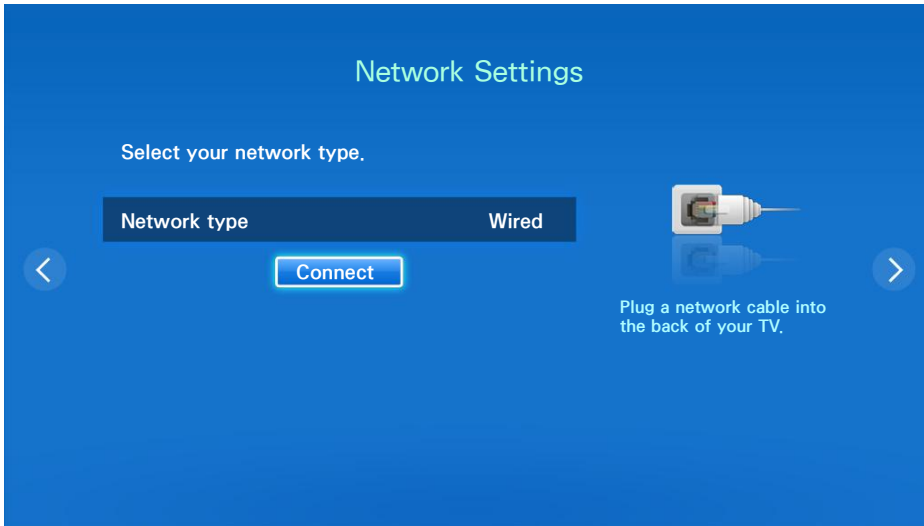 Network Settings
Select your network type.
Network type Wired
Connect
Plug a network cable into
the back of your TV.